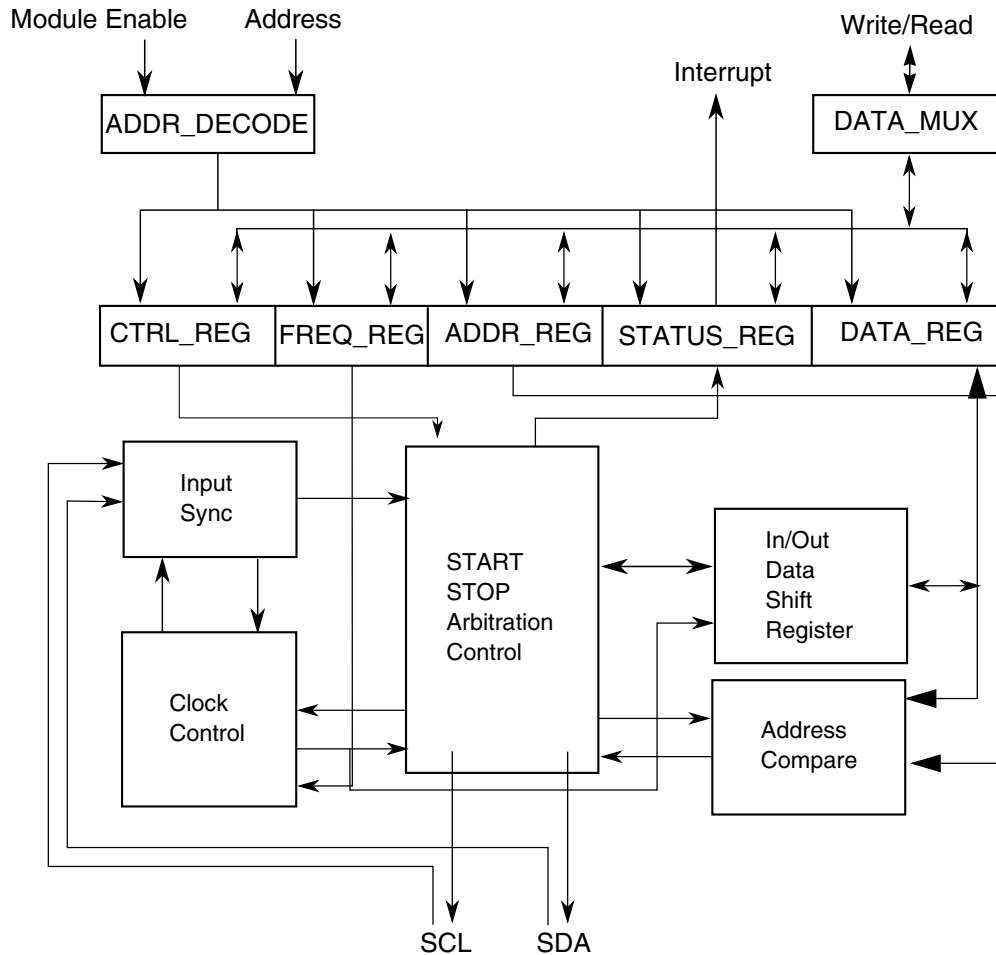 Module Enable
Address
Write/Read
Interrupt
ADDR_DECODE
DATA_MUX
CTRL_REG
FREQ_REG
ADDR_REG
STATUS_REG
DATA_REG
Input
Sync
START
STOP
Arbitration
Control
In/Out
Data
Shift
Register
Clock
Control
Address
Compare
SCL
SDA